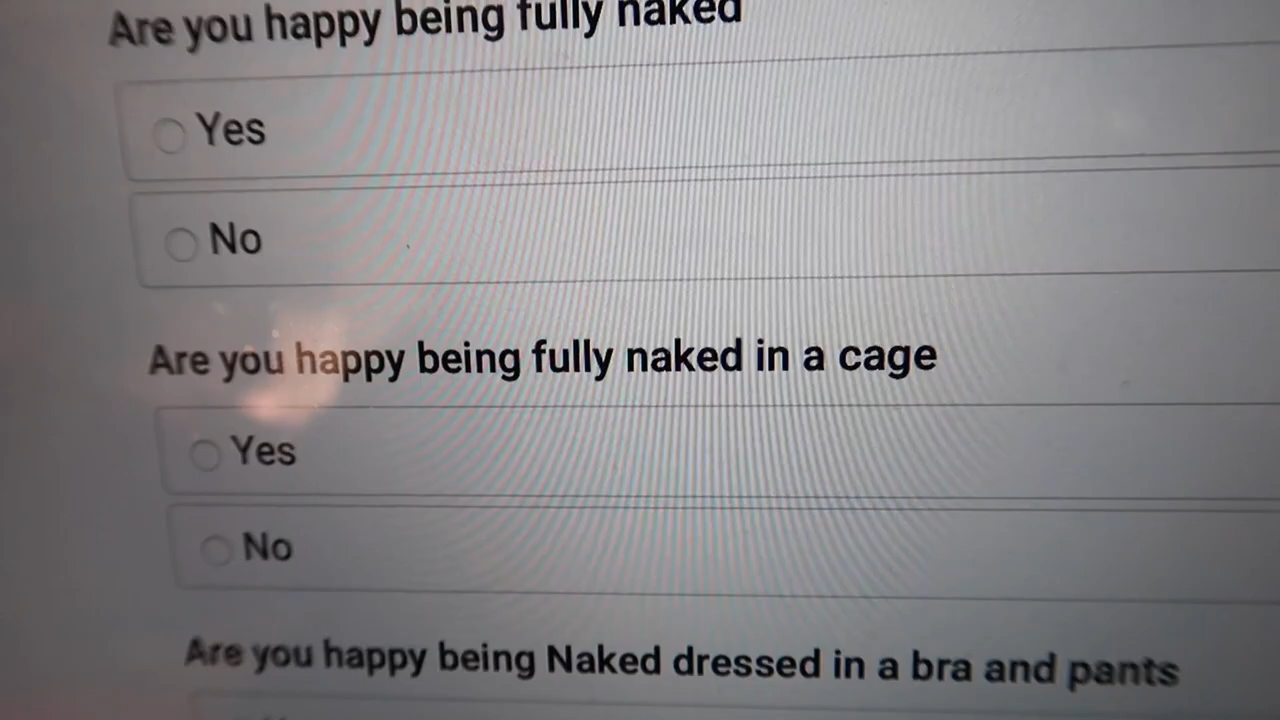 Are you happy being fully naked
Yes
No
Are you happy being fully naked in a cage
Yes
No
Are you happy being Naked dressed in a bra and pants